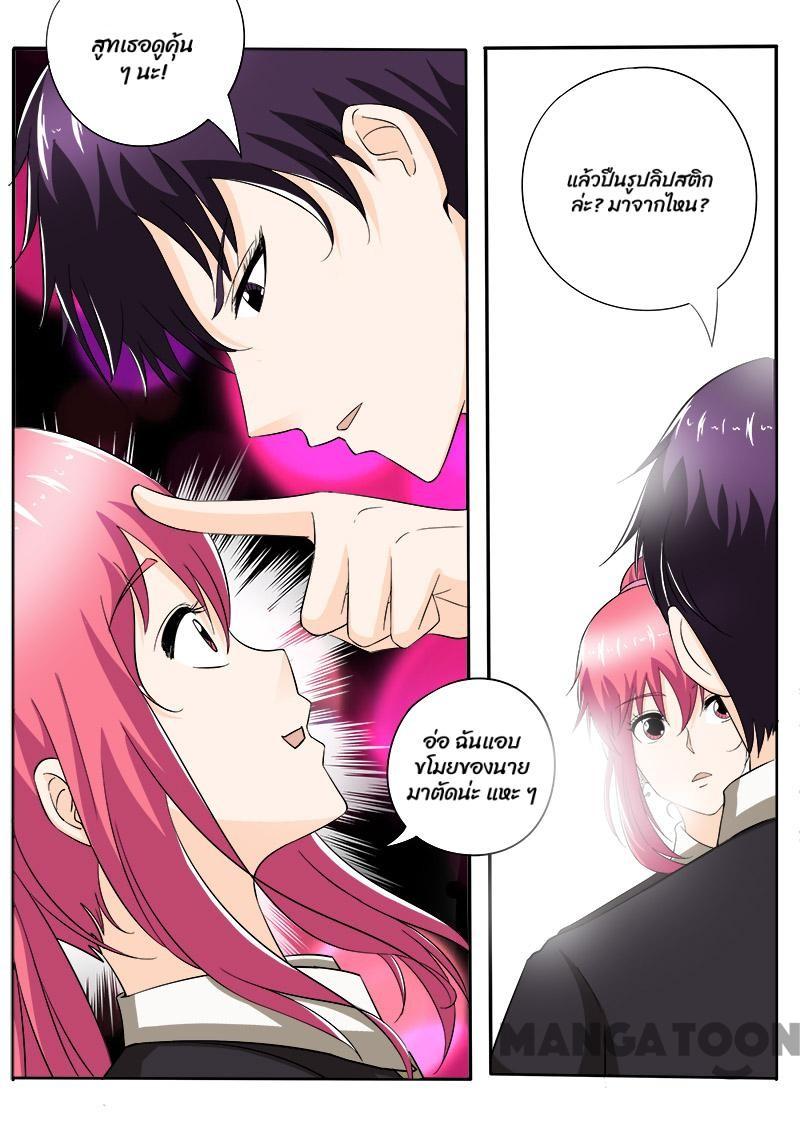 สูทเธอดูคุ้น
ๆ นะ!
อ่อ ฉันแอบ
ขโมยของนาย
มาตัดน่ะ แหะ ๆ
แล้วปืนรูปลิปสติก
ล่ะ? มาจากไหน?
MANGATOON